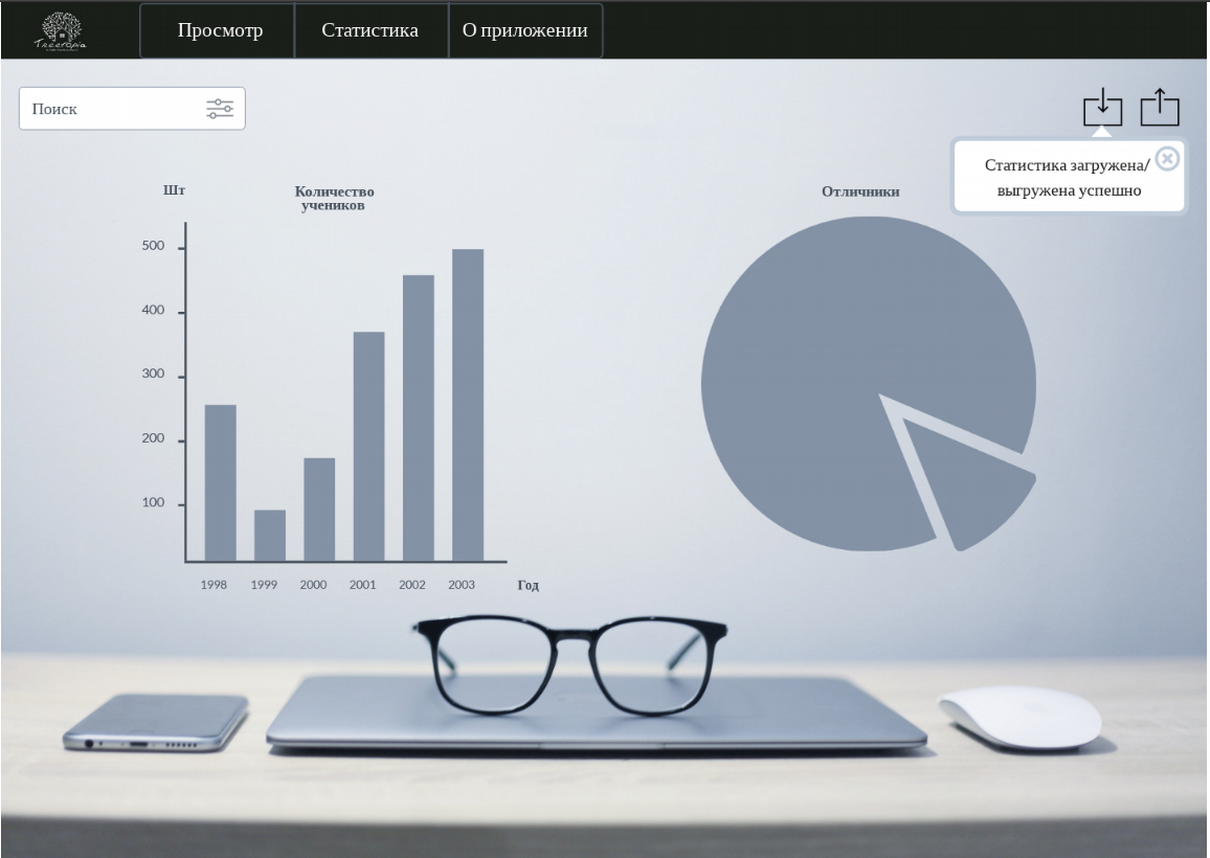 Treetopia
Просмотр
Статистика
О приложении
Поиск
Статистика загружена/
выгружена успешно
Шт
Количество
учеников
500
400
300
200
100
1998
1999
2000
2001
2002
2003
Год
Отличники